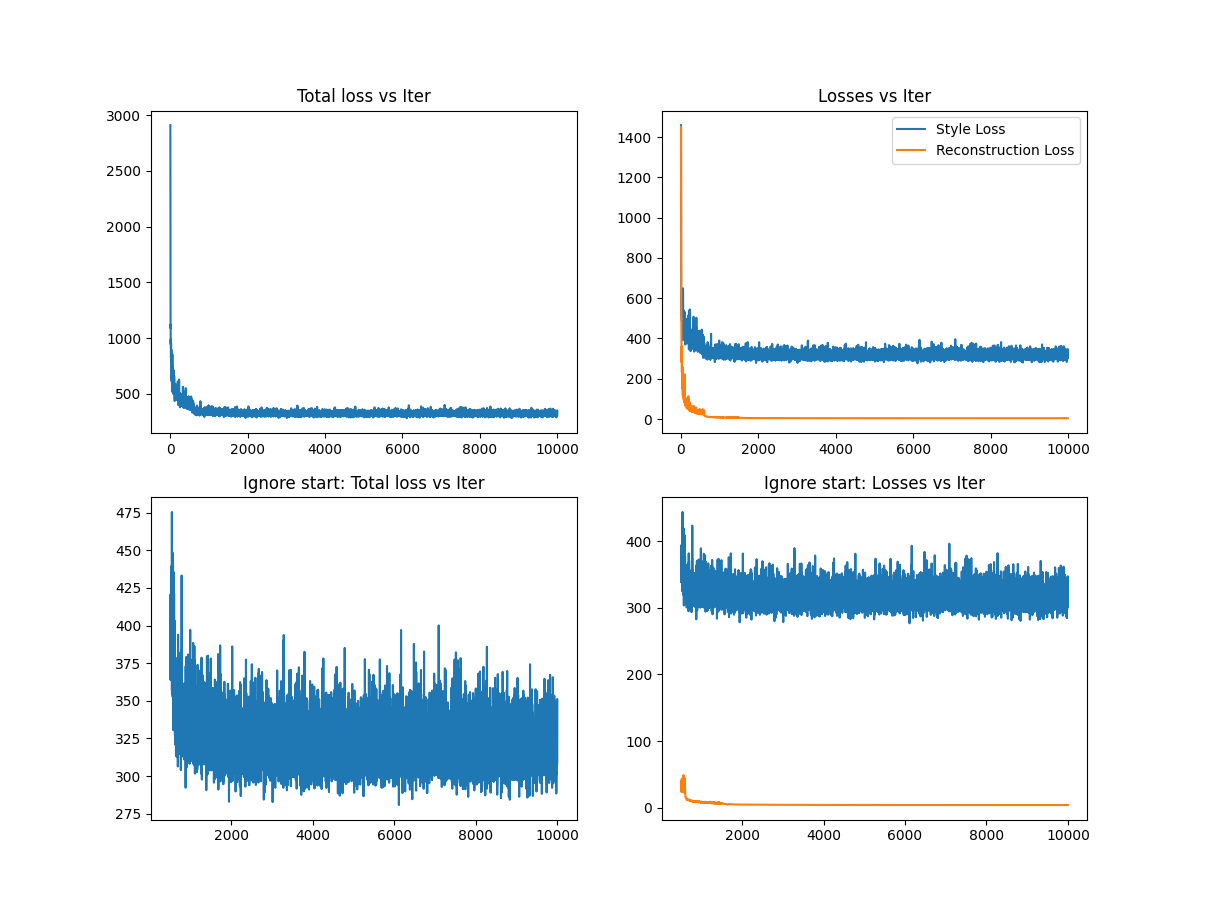 Total loss vs Iter
3000
2500
2000
1500
1000
500
0 2000 4000 6000 8000 10000
Losses vs Iter
Style Loss
Reconstruction Loss
1400
1200
1000
800
600
400
200
0
0 2000 4000 6000 8000 10000
Ignore start: Total loss vs Iter
475
450
425
400
375
350
325
300
275
2000 4000 6000 8000 10000
Ignore start: Losses vs Iter
400
300
200
100
0
2000 4000 6000 8000 10000